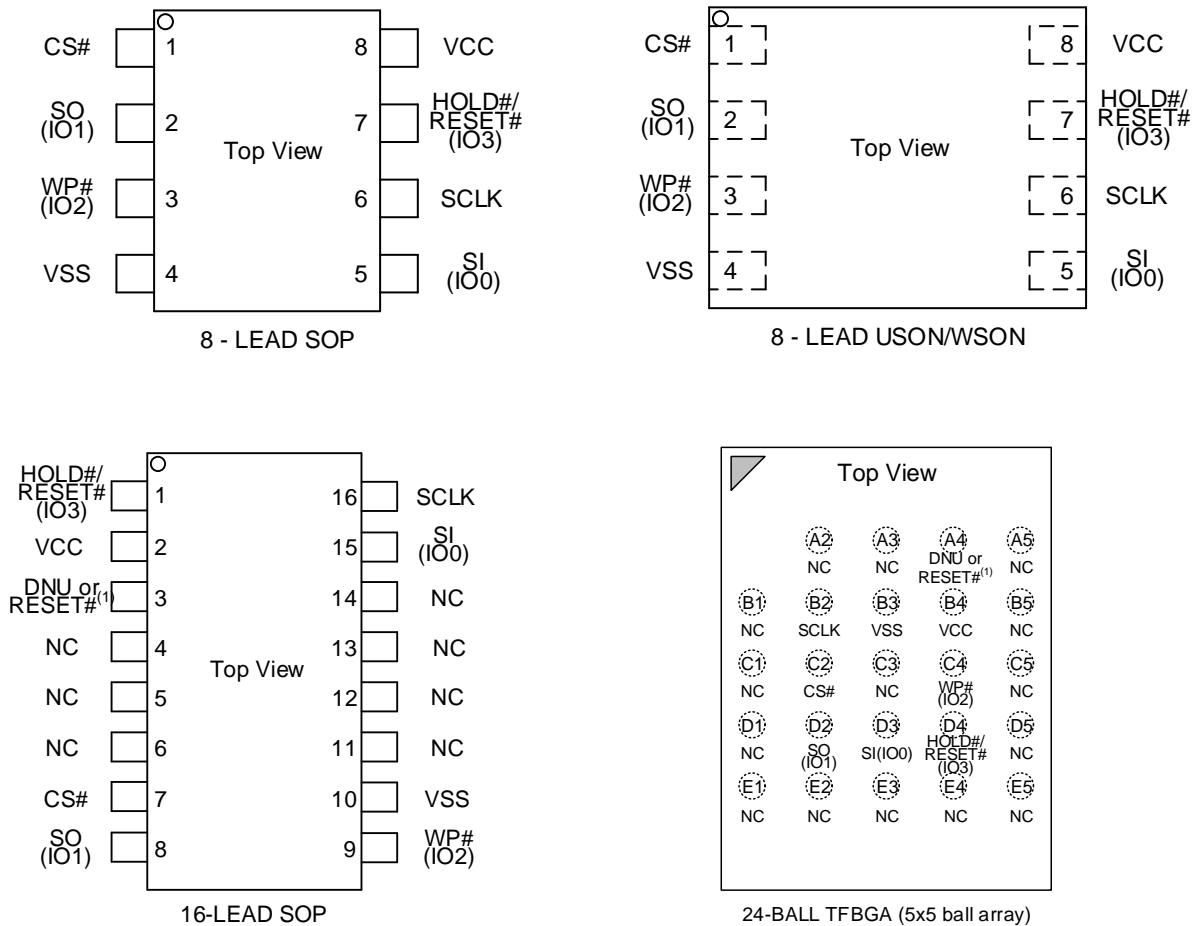 CS# 1 8 VCC
SO
(IO1) 2 7 HOLD#/
RESET#
(IO3)
Top View
WP#
(IO2) 3 6 SCLK
VSS 4 5 SI
(IO0)
8 - LEAD SOP
CS# 1 8 VCC
SO
(IO1) 2 7 HOLD#/
RESET#
(IO3)
Top View
WP#
(IO2) 3 6 SCLK
VSS 4 5 SI
(IO0)
8 - LEAD USON/WSON
HOLD#/
RESET#
(IO3) 1 16 SCLK
VCC 2 15 SI
(IO0)
DNU or
RESET#(1) 3 14 NC
NC 4 13 NC
Top View
NC 5 12 NC
NC 6 11 NC
CS# 7 10 VSS
SO
(IO1) 8 9 WP#
(IO2)
16-LEAD SOP
Top View
A2 A3 A4 A5
NC NC DNU or
RESET#(1) NC
B1 B2 B3 B4 B5
NC SCLK VSS VCC NC
C1 C2 C3 C4 C5
NC CS# NC WP#
(IO2) NC
D1 D2 D3 D4 D5
NC SO
(IO1) SI(IO0) HOLD#/
RESET#
(IO3) NC
E1 E2 E3 E4 E5
NC NC NC NC NC
24-BALL TFBGA (5x5 ball array)